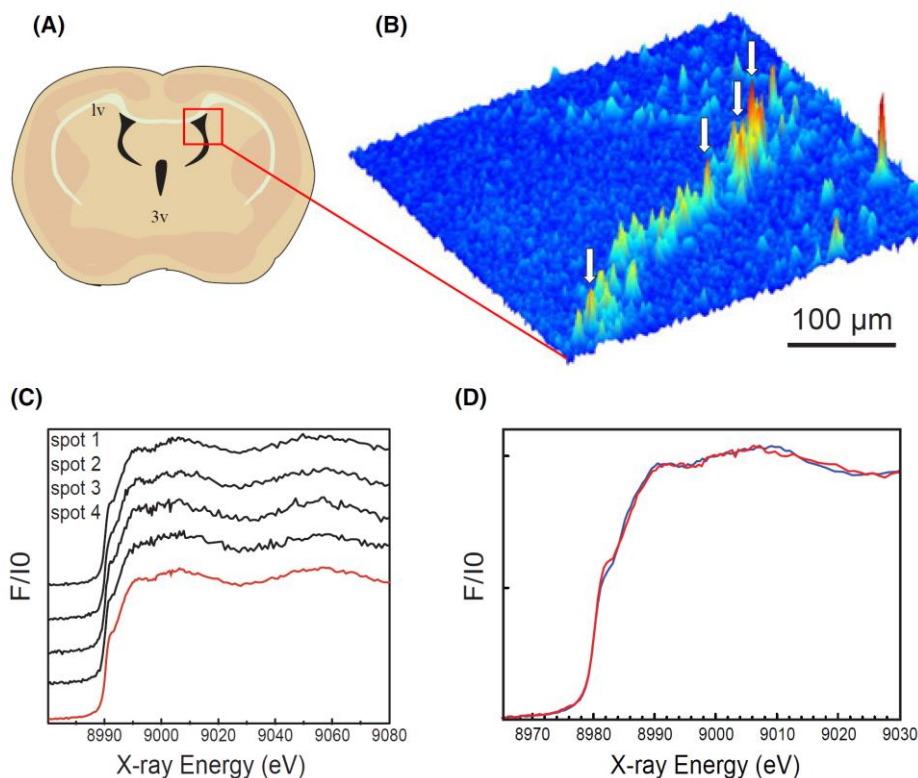 (A)
lv
3v
(B)
100 µm
(C)
spot 1
spot 2
spot 3
spot 4
F/I0
8990 9000 9020 9040 9060 9080
X-ray Energy (eV)
(D)
F/I0
8970 8980 8990 9000 9010 9020 9030
X-ray Energy (eV)